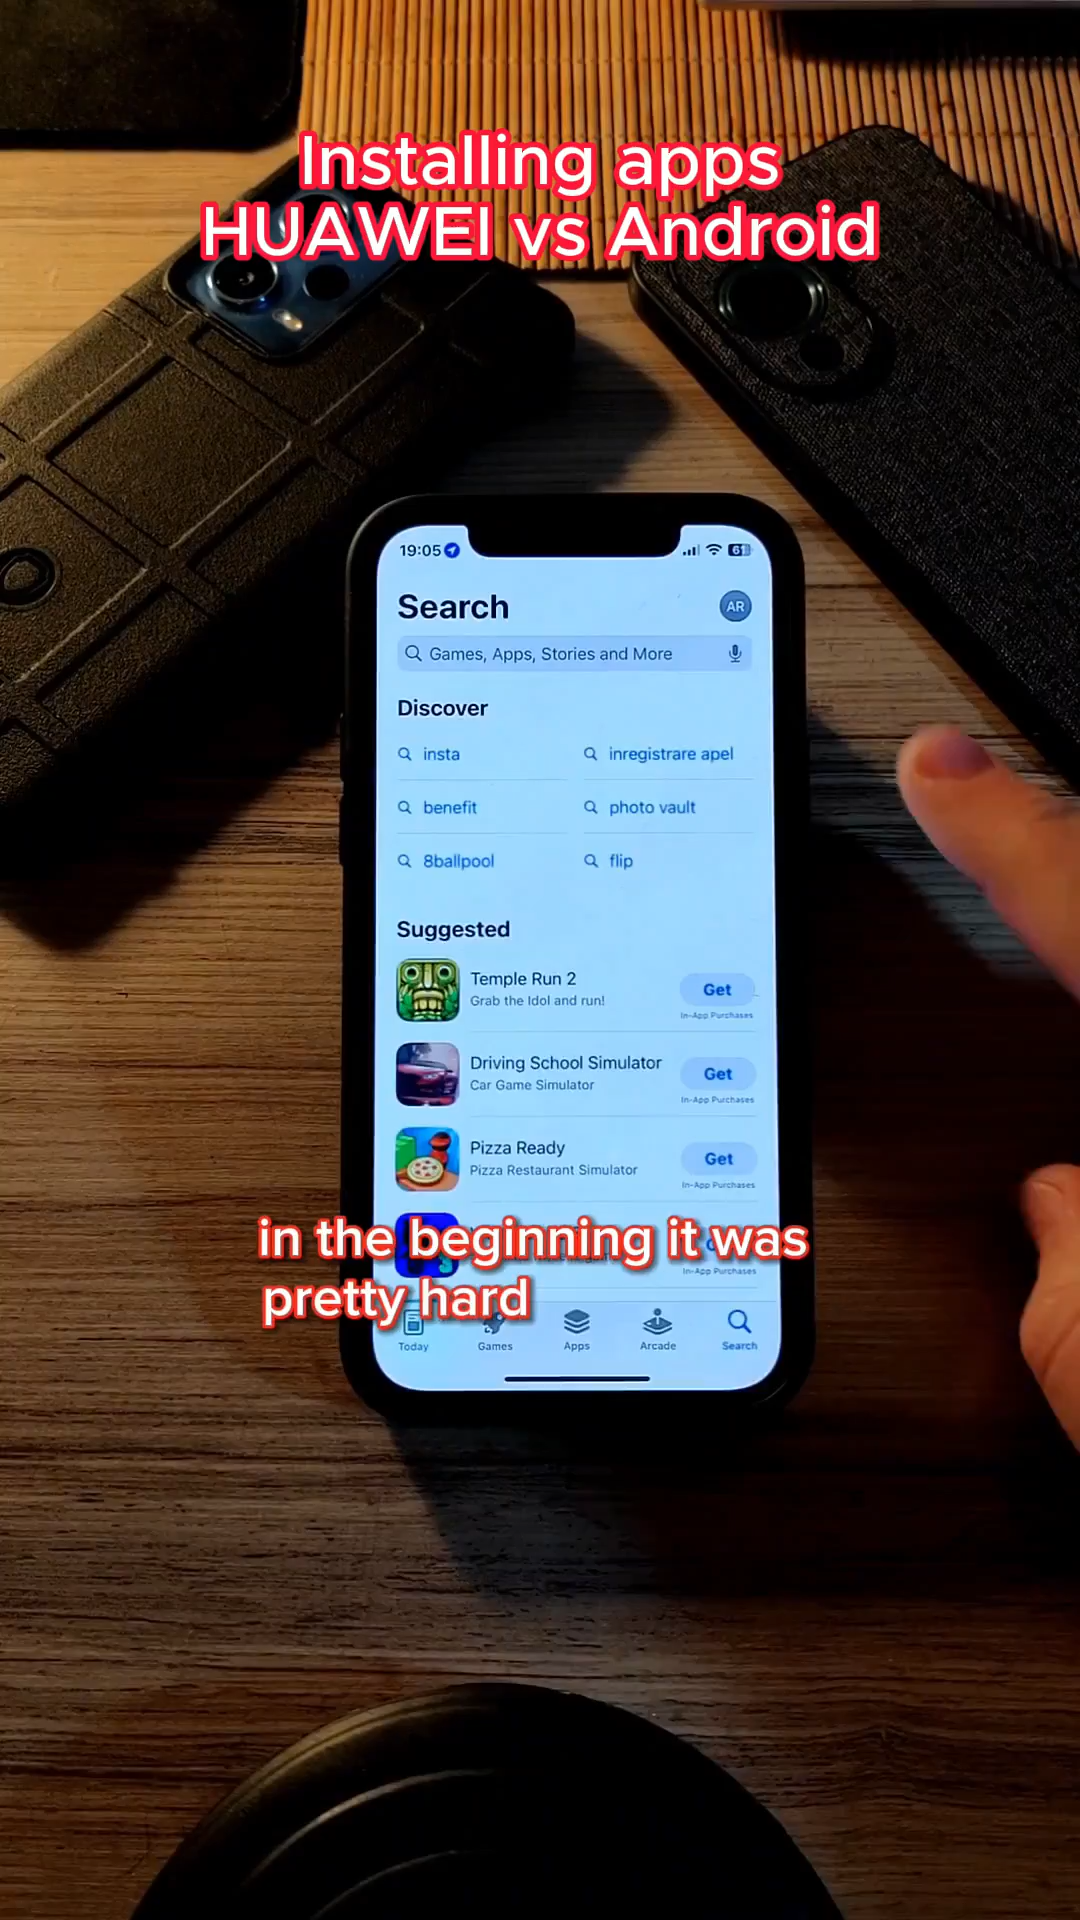 Installing apps
HUAWEI vs Android
19:05
61
Search
AR
Games, Apps, Stories and More
Discover
insta
inregistrare apel
benefit
photo vault
8ballpool
flip
Suggested
Temple Run 2
Grab the Idol and run!
Get
In-App Purchases
Driving School Simulator
Car Game Simulator
Get
In-App Purchases
Pizza Ready
Pizza Restaurant Simulator
Get
In-App Purchases
in the beginning it was
pretty hard
In-App Purchases
Today
Games
Apps
Arcade
Search